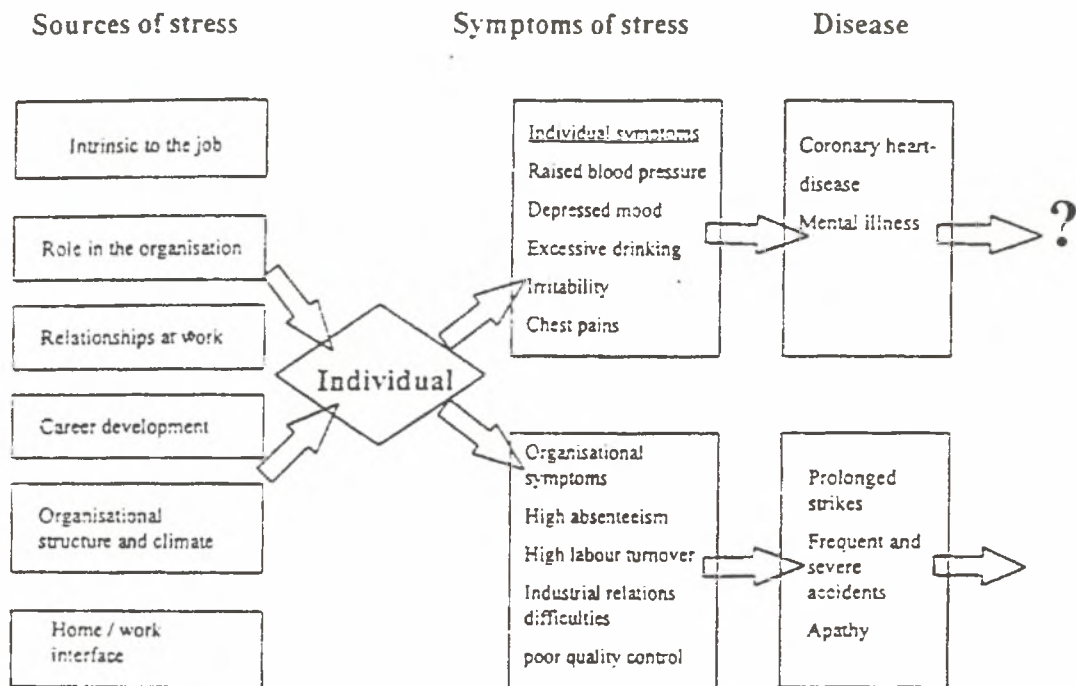 Sources of stress
Symptoms of stress
Disease
Intrinsic to the job
Role in the organisation
Relationships at work
Career development
Organisational
structure and climate
Home / work
interface
Individual
Individual symptoms
Raised blood pressure
Depressed mood
Excessive drinking
Irritability
Chest pains
Organisational
symptoms
High absenteeism
High labour turnover
Industrial relations
difficulties
poor quality control
Coronary heart-
disease
Mental illness
?
Prolonged
strikes
Frequent and
severe
accidents
Apathy